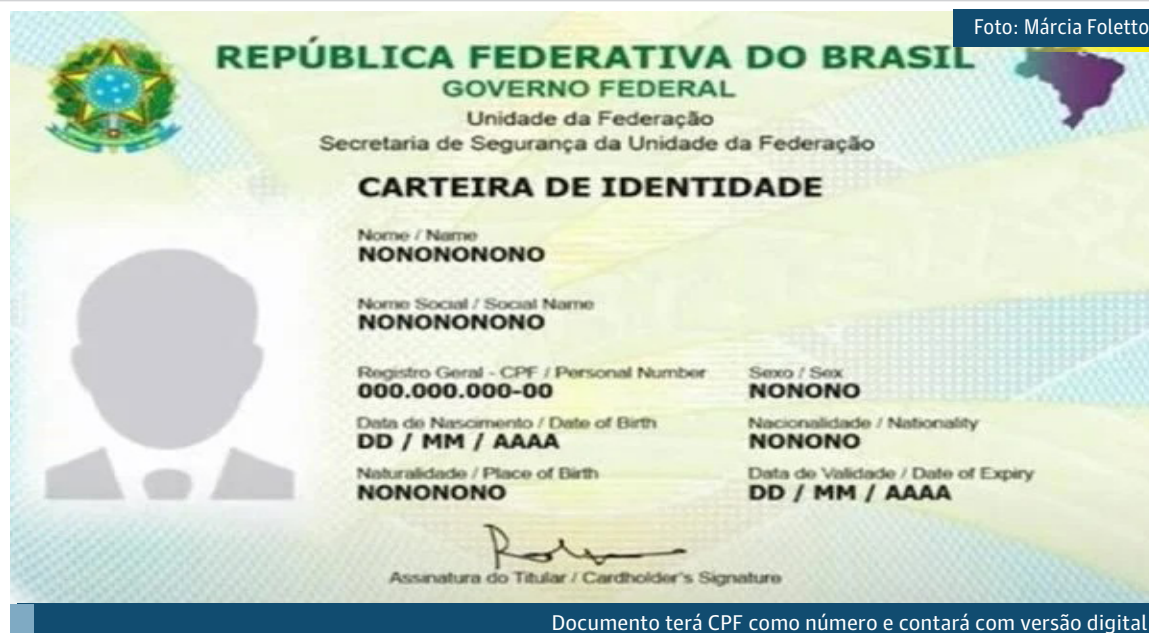 Foto: Márcia Foletto
REPÚBLICA FEDERATIVA DO BRASIL
GOVERNO FEDERAL
Unidade da Federação
Secretaria de Segurança da Unidade da Federação
CARTEIRA DE IDENTIDADE
Nome / Name
NONONONONO
Nome Social / Social Name
NONONONONO
Registro Geral - CPF / Personal Number
000.000.000-00
Sexo / Sex
NONONO
Data de Nascimento / Date of Birth
DD / MM / AAAA
Nacionalidade / Nationality
NONONO
Naturalidade / Place of Birth
NONONONO
Data de Validade / Date of Expiry
DD / MM / AAAA
Assinatura do Titular / Cardholder's Signature
Documento terá CPF como número e contará com versão digital